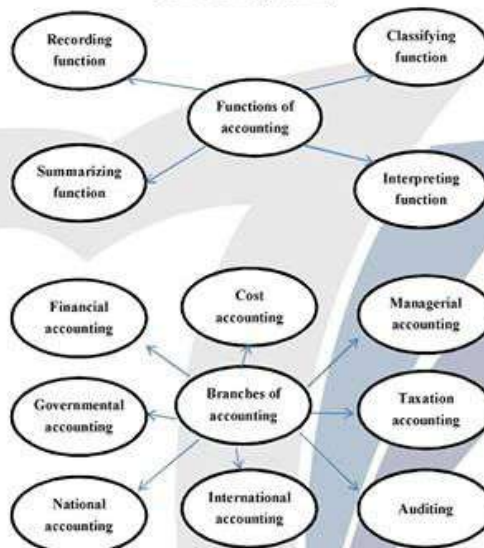 Recording
function
Classifying
function
Functions of
accounting
Summarizing
function
Interpreting
function
Financial
accounting
Cost
accounting
Managerial
accounting
Governmental
accounting
Branches of
accounting
Taxation
accounting
National
accounting
International
accounting
Auditing